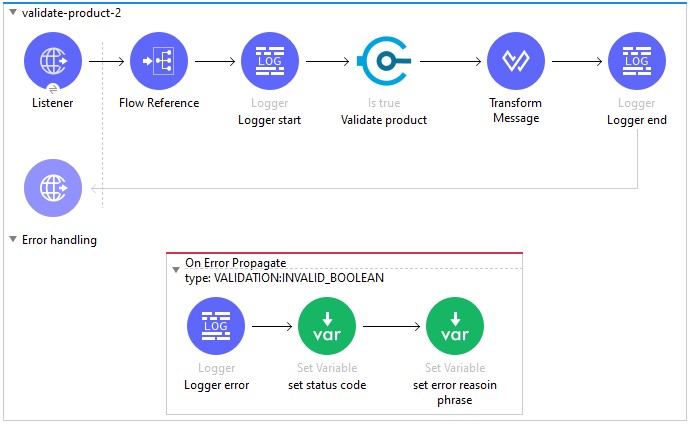 validate-product-2
LOG
LOG
Listener
Flow Reference
Logger
Logger start
Is true
Validate product
Transform
Message
Logger
Logger end
Error handling
On Error Propagate
type: VALIDATION:INVALID_BOOLEAN
LOG
var
var
Logger
Logger error
Set Variable
set status code
Set Variable
set error reasoin
phrase